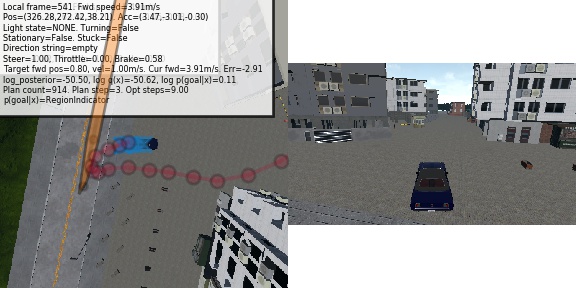 Local frame=541. Fwd speed=3.91m/s
Pos=(326.28,272.42,38.21). Acc=(3.47,-3.01,-0.30)
Light state=NONE. Turning=False
Stationary=False. Stuck=False
Direction string=empty
Steer=1.00, Throttle=0.00, Brake=0.58
Target fwd pos=0.80, vel=1.00m/s. Cur fwd=3.91m/s. Err=-2.91
log_posterior=-50.50, log q(x)=-50.62, log p(goal|x)=0.11
Plan count=914. Plan step=3. Opt steps=9.00
p(goal|x)=RegionIndicator